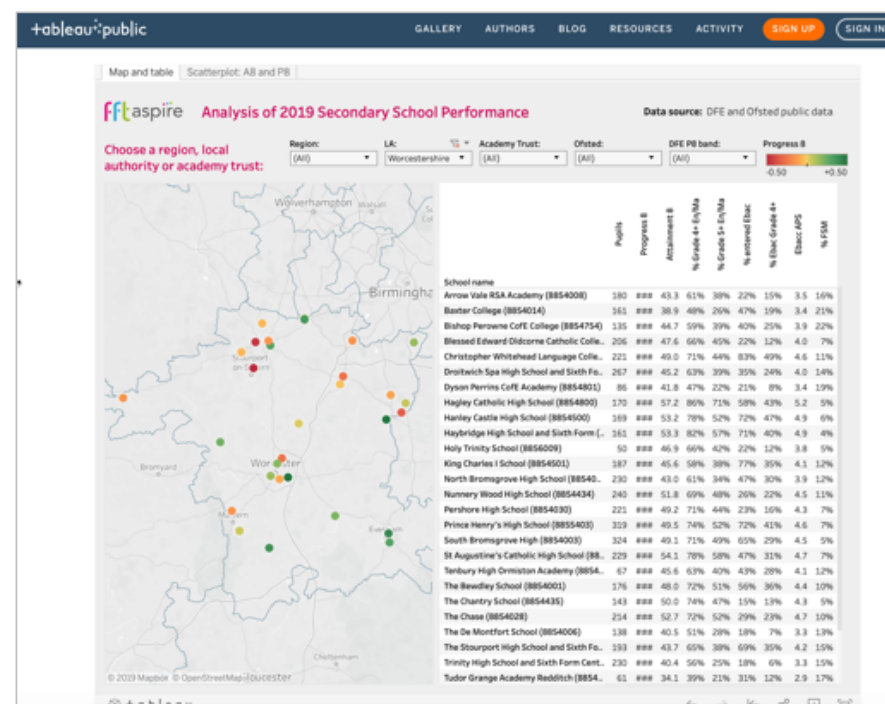 tableau public GALLERY AUTHORS BLOG RESOURCES ACTIVITY SIGN UP SIGN IN
Map and table Scatterplot: A8 and P8
fft aspire Analysis of 2019 Secondary School Performance Data source: DFE and Ofsted public data
Choose a region, local
authority or academy trust:
Region: LA: Academy Trust: Ofsted: DFE P8 band: Progress 8
(All) Worcestershire (All) (All) (All)
-0.50 +0.50
Wolverhampton Walsall
Birmingha
Stourport
on Severn
Bromyard
Worcester
Malvern
Evesham
Cheltenham
Gloucester
© 2019 Mapbox © OpenStreetMap
Pupils Progress 8 Attainment 8 % Grade 4+ En/Ma % Grade 5+ En/Ma % entered Ebac % Ebac Grade 4+ Ebacc APS % FSM
School name
Arrow Vale RSA Academy (8854008) 180 ### 43.3 61% 38% 22% 15% 3.5 16%
Baxter College (8854014) 161 ### 38.9 48% 26% 47% 19% 3.4 21%
Bishop Perowne CofE College (8854754) 135 ### 44.7 59% 39% 40% 25% 3.9 22%
Blessed Edward Oldcorne Catholic Colle.. 206 ### 47.6 66% 45% 22% 12% 4.0 7%
Christopher Whitehead Language Colle.. 221 ### 49.0 71% 44% 83% 49% 4.6 11%
Droitwich Spa High School and Sixth Fo.. 267 ### 45.2 63% 39% 35% 24% 4.0 14%
Dyson Perrins CofE Academy (8854801) 86 ### 41.8 47% 22% 21% 8% 3.4 19%
Hagley Catholic High School (8854800) 170 ### 57.2 86% 71% 58% 43% 5.2 5%
Hanley Castle High School (8854500) 169 ### 53.2 78% 52% 72% 47% 4.9 6%
Haybridge High School and Sixth Form (.. 161 ### 53.3 82% 57% 71% 40% 4.9 4%
Holy Trinity School (8856009) 50 ### 46.9 66% 42% 22% 12% 3.8 5%
King Charles I School (8854501) 187 ### 45.6 58% 38% 77% 35% 4.1 12%
North Bromsgrove High School (88540.. 230 ### 43.0 61% 34% 47% 30% 3.9 12%
Nunnery Wood High School (8854434) 240 ### 51.8 69% 48% 26% 22% 4.5 11%
Pershore High School (8854030) 221 ### 49.2 71% 44% 23% 16% 4.3 7%
Prince Henry's High School (8855403) 319 ### 49.5 74% 52% 72% 41% 4.6 7%
South Bromsgrove High (8854003) 324 ### 49.1 71% 49% 65% 29% 4.5 5%
St Augustine's Catholic High School (88.. 229 ### 54.1 78% 58% 47% 31% 4.7 7%
Tenbury High Ormiston Academy (8854.. 67 ### 45.6 63% 40% 43% 28% 4.1 12%
The Bewdley School (8854001) 176 ### 48.0 72% 51% 56% 36% 4.4 10%
The Chantry School (8854435) 143 ### 50.0 74% 47% 15% 13% 4.3 5%
The Chase (8854028) 214 ### 52.7 72% 52% 29% 23% 4.7 10%
The De Montfort School (8854006) 138 ### 40.5 51% 28% 18% 7% 3.3 13%
The Stourport High School and Sixth Fo.. 193 ### 43.7 65% 38% 69% 35% 4.2 15%
Trinity High School and Sixth Form Cent.. 230 ### 40.4 56% 25% 18% 6% 3.3 15%
Tudor Grange Academy Redditch (8854.. 61 ### 34.1 39% 21% 31% 12% 2.9 17%